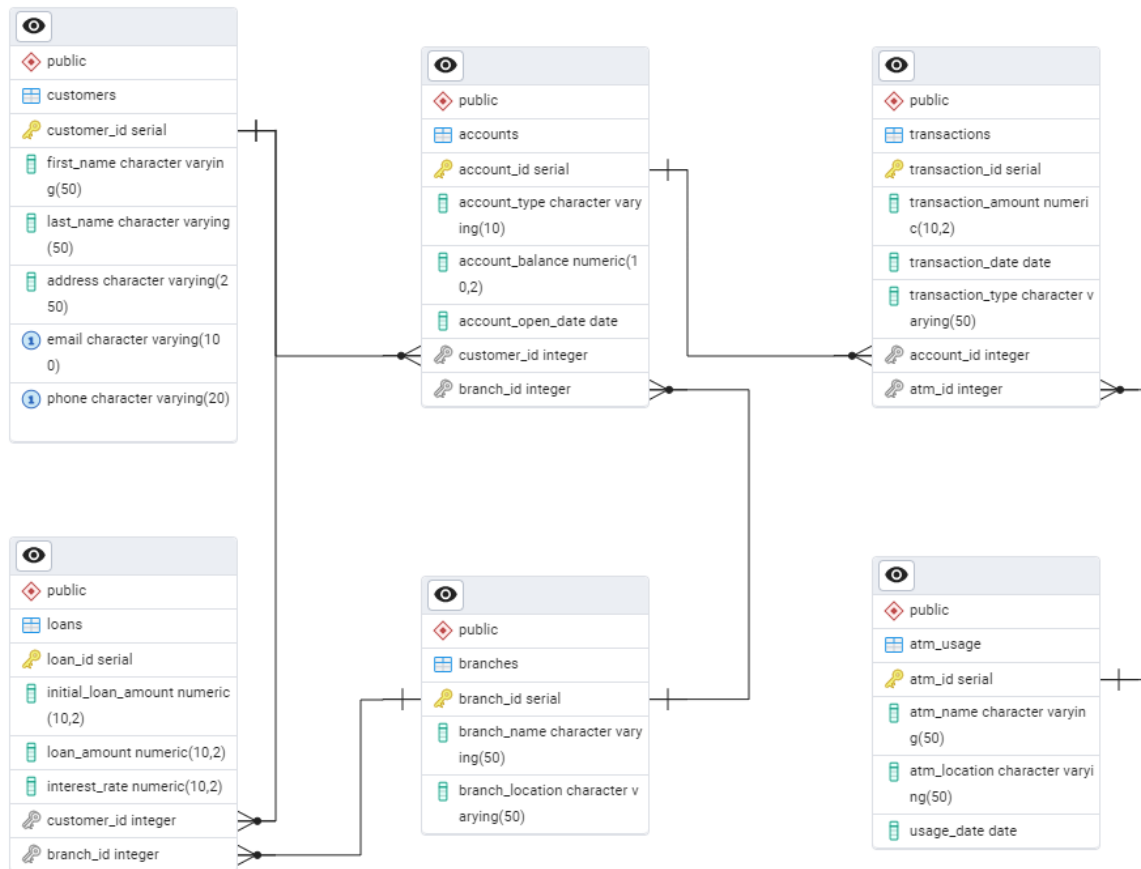 public
customers
customer_id serial
first_name character varyin
g(50)
last_name character varying
(50)
address character varying(2
50)
email character varying(10
0)
phone character varying(20)
public
accounts
account_id serial
account_type character var
ying(10)
account_balance numeric(1
0,2)
account_open_date date
customer_id integer
branch_id integer
public
transactions
transaction_id serial
transaction_amount numeri
c(10,2)
transaction_date date
transaction_type character v
arying(50)
account_id integer
atm_id integer
public
loans
loan_id serial
initial_loan_amount numeric
(10,2)
loan_amount numeric(10,2)
interest_rate numeric(10,2)
customer_id integer
branch_id integer
public
branches
branch_id serial
branch_name character var
ying(50)
branch_location character v
arying(50)
public
atm_usage
atm_id serial
atm_name character varyin
g(50)
atm_location character varyi
ng(50)
usage_date date